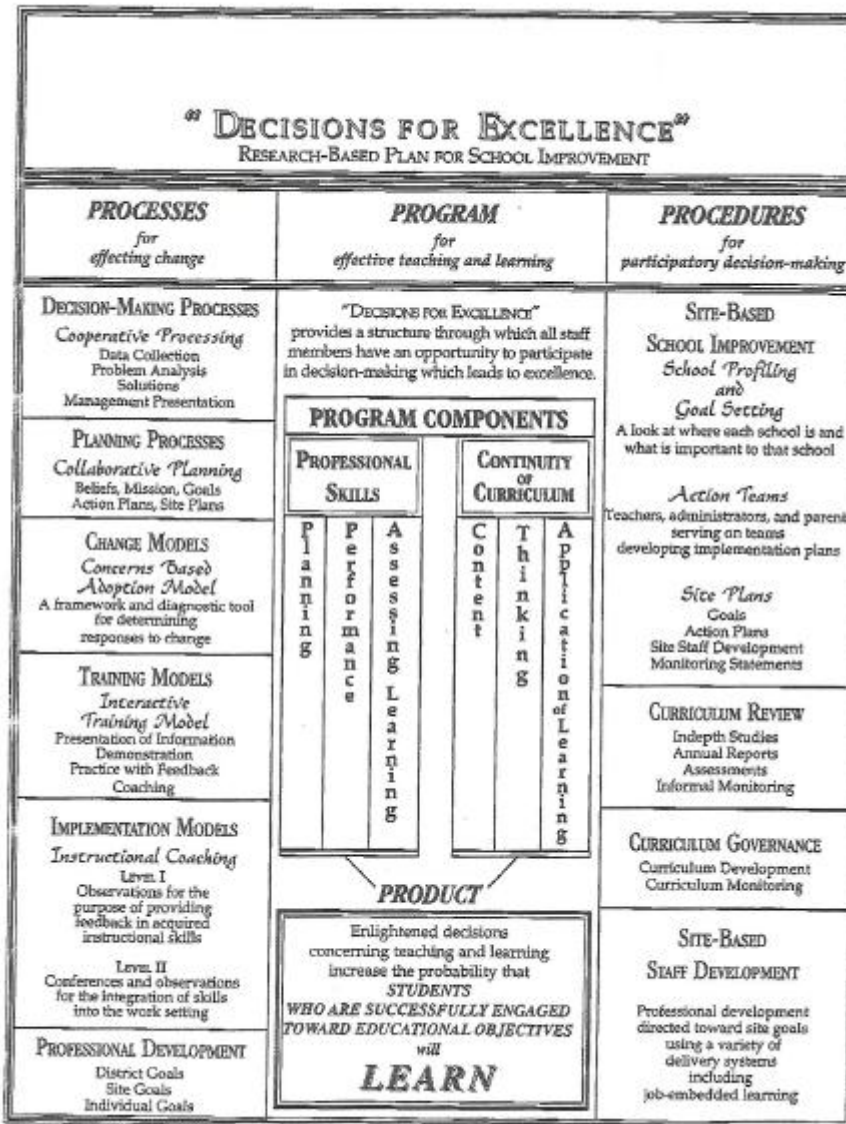 "DECISIONS FOR EXCELLENCE"
RESEARCH-BASED PLAN FOR SCHOOL IMPROVEMENT
PROCESSES
for
effecting change
PROGRAM
for
effective teaching and learning
PROCEDURES
for
participatory decision-making
DECISION-MAKING PROCESSES
Cooperative Processing
Data Collection
Problem Analysis
Solutions
Management Presentation
PLANNING PROCESSES
Collaborative Planning
Beliefs, Mission, Goals
Action Plans, Site Plans
CHANGE MODELS
Concerns Based
Adoption Model
A framework and diagnostic tool
for determining
responses to change
TRAINING MODELS
Interactive
Training Model
Presentation of Information
Demonstration
Practice with Feedback
Coaching
IMPLEMENTATION MODELS
Instructional Coaching
LEVEL I
Observations for the
purpose of providing
feedback in acquired
instructional skills
LEVEL II
Conferences and observations
for the integration of skills
into the work setting
PROFESSIONAL DEVELOPMENT
District Goals
Site Goals
Individual Goals
"DECISIONS FOR EXCELLENCE"
provides a structure through which all staff
members have an opportunity to participate
in decision-making which leads to excellence.
PROGRAM COMPONENTS
PROFESSIONAL
SKILLS
Planning
Performance
Assessing Learning
CONTINUITY
OF
CURRICULUM
Content
Thinking
Application of Learning
PRODUCT
Enlightened decisions
concerning teaching and learning
increase the probability that
STUDENTS
WHO ARE SUCCESSFULLY ENGAGED
TOWARD EDUCATIONAL OBJECTIVES
will
LEARN
SITE-BASED
SCHOOL IMPROVEMENT
School Profiling
and
Goal Setting
A look at where each school is and
what is important to that school
Action Teams
Teachers, administrators, and parent
serving on teams
developing implementation plans
Site Plans
Goals
Action Plans
Site Staff Development
Monitoring Statements
CURRICULUM REVIEW
Indepth Studies
Annual Reports
Assessments
Informal Monitoring
CURRICULUM GOVERNANCE
Curriculum Development
Curriculum Monitoring
SITE-BASED
STAFF DEVELOPMENT
Professional development
directed toward site goals
using a variety of
delivery systems
including
job-embedded learning